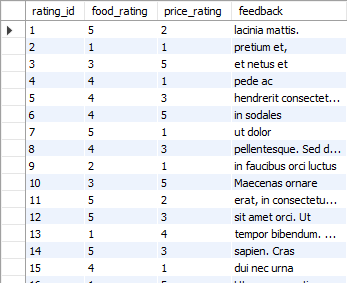 rating_id food_rating price_rating feedback
1 5 2 lacinia mattis.
2 1 1 pretium et,
3 3 5 et netus et
4 4 1 pede ac
5 4 3 hendrerit consectet...
6 4 5 in sodales
7 5 1 ut dolor
8 4 3 pellentesque. Sed d...
9 2 1 in faucibus orci luctus
10 3 5 Maecenas ornare
11 5 2 erat, in consectetu...
12 5 3 sit amet orci. Ut
13 1 4 tempor bibendum. ...
14 5 3 sapien. Cras
15 4 1 dui nec urna